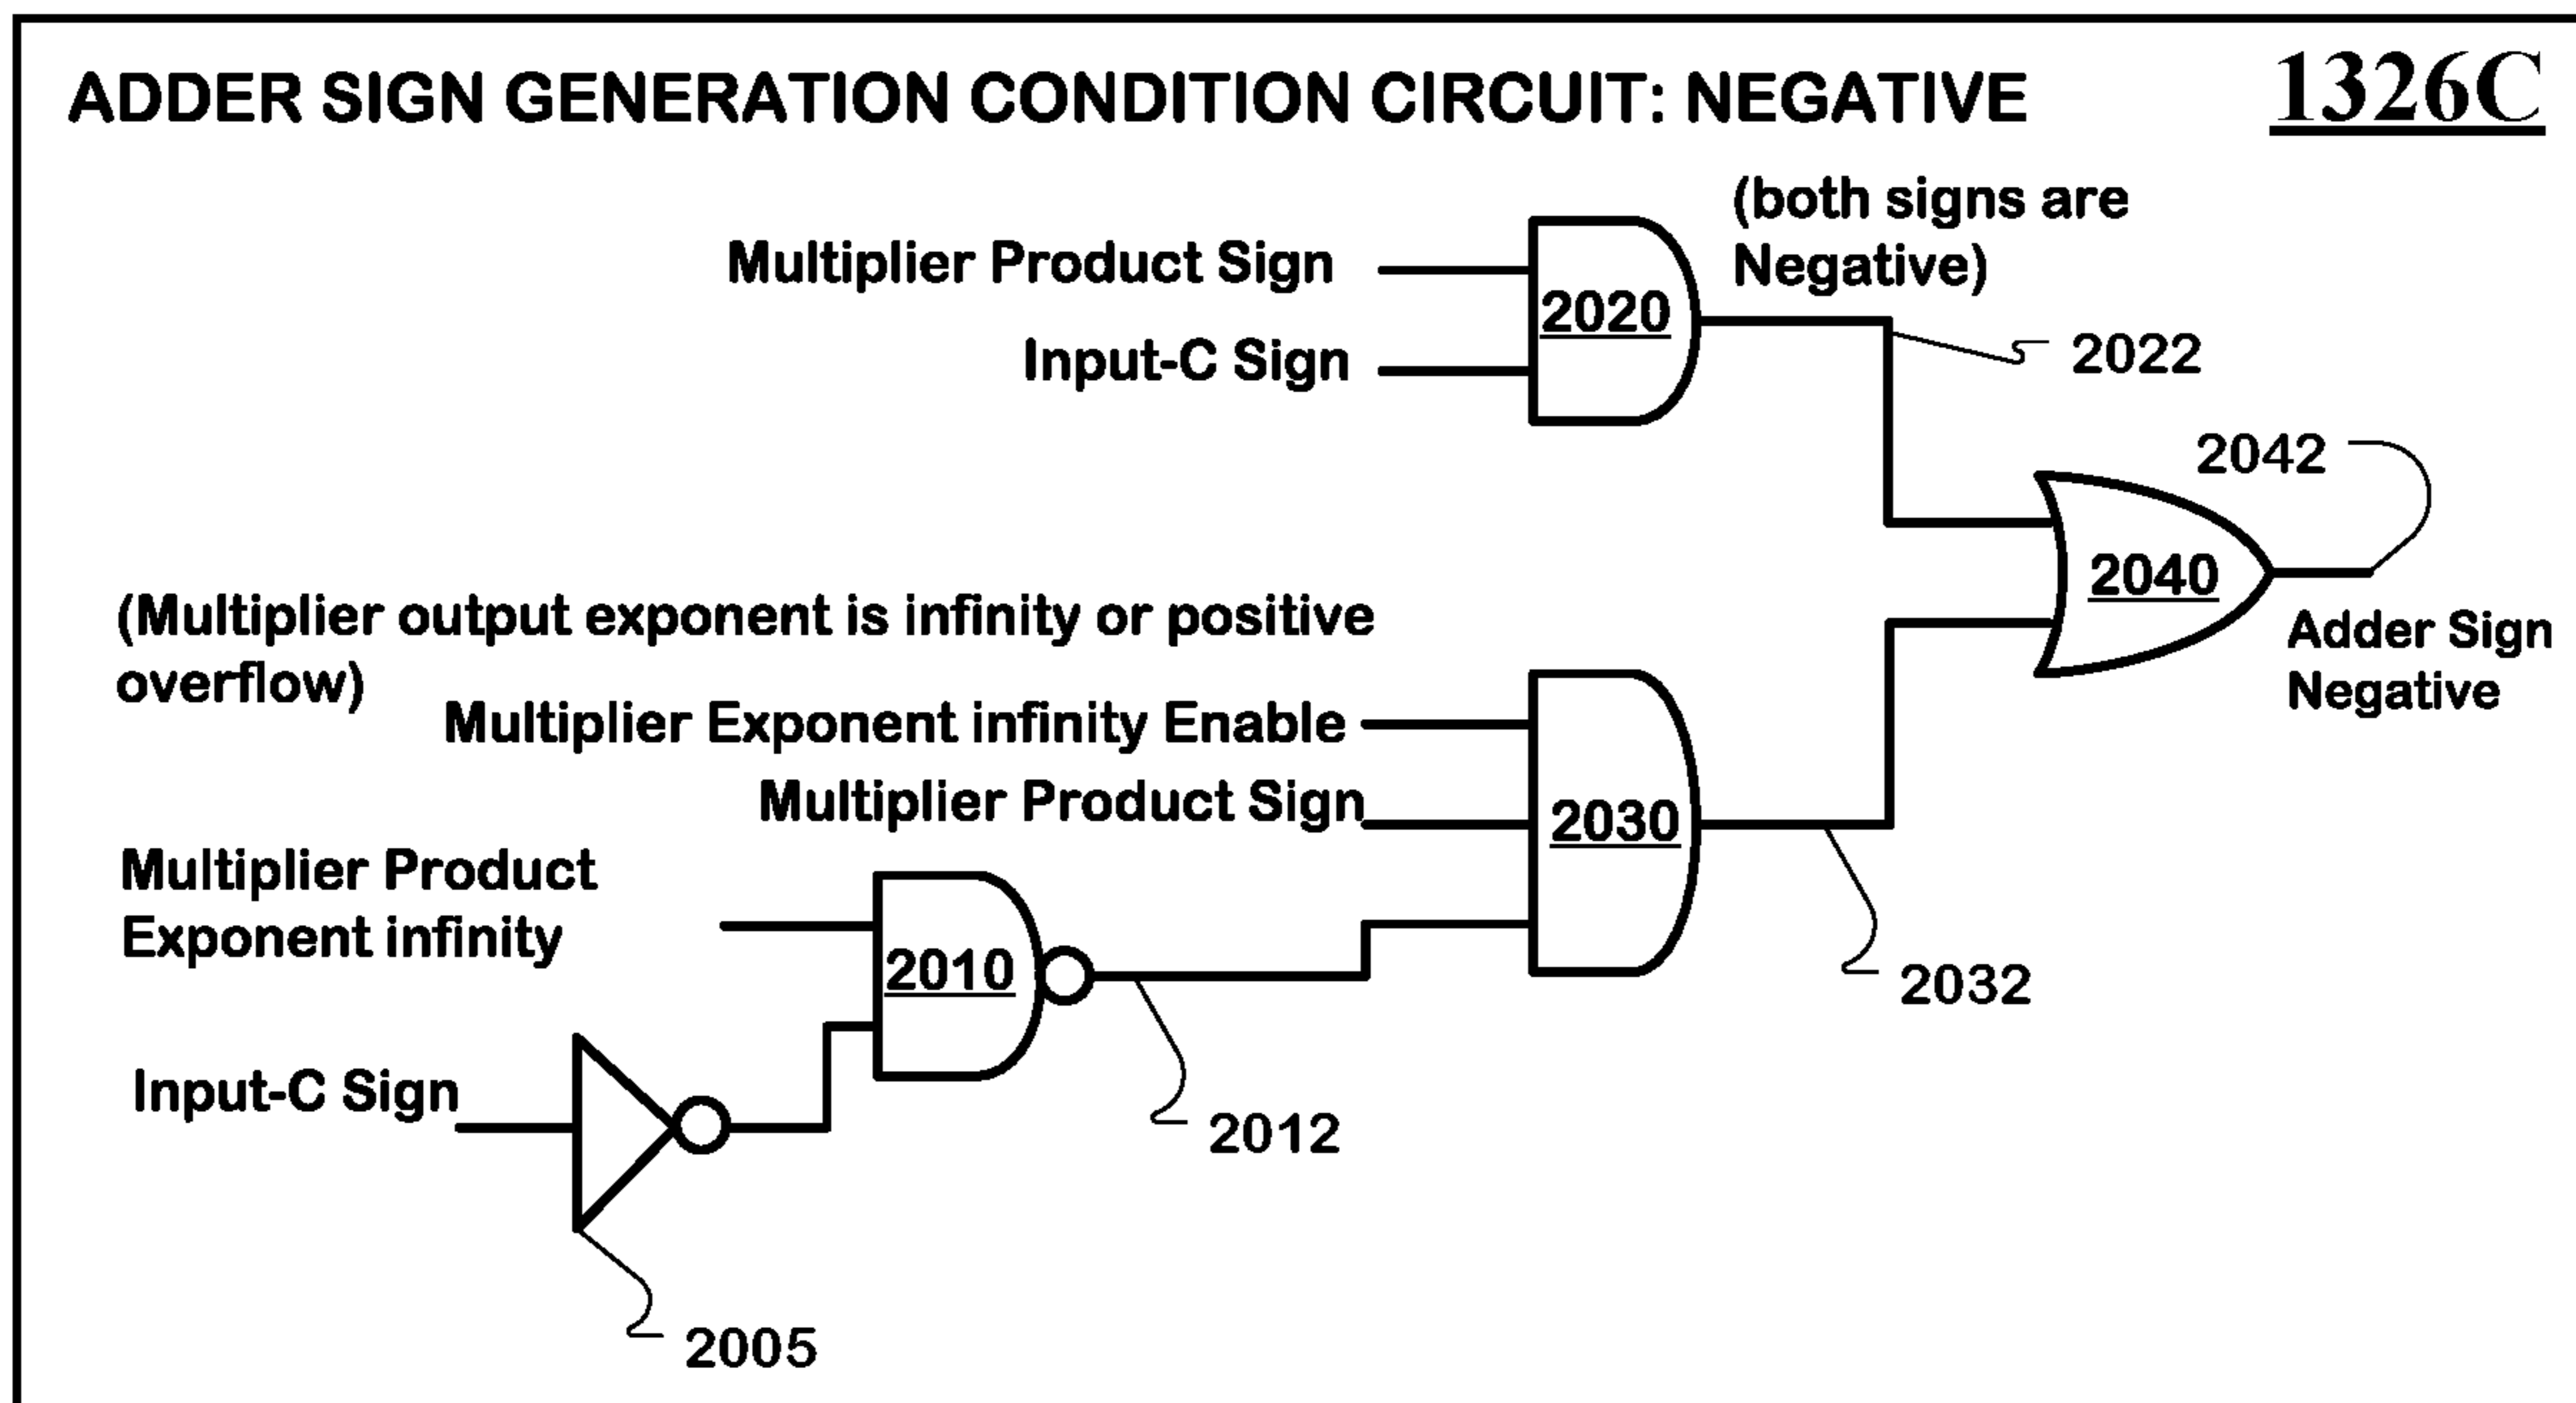 ADDER SIGN GENERATION CONDITION CIRCUIT: NEGATIVE
1326C
(both signs are
Negative)
Multiplier Product Sign
2020
Input-C Sign
2022
2042
2040
(Multiplier output exponent is infinity or positive
overflow)
Adder Sign
Negative
Multiplier Exponent infinity Enable
Multiplier Product Sign
2030
Multiplier Product
Exponent infinity
2010
2032
Input-C Sign
2012
2005